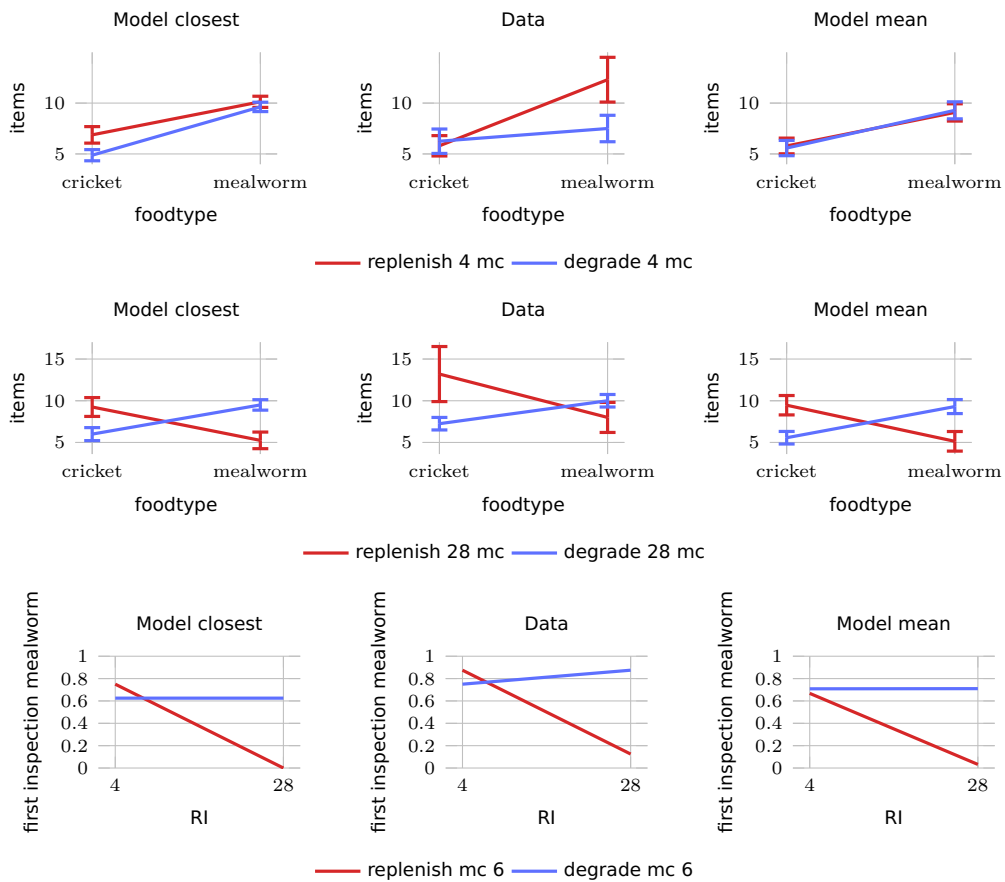 Model closest
Data
Model mean
items
10
5
cricket
mealworm
foodtype
items
10
5
cricket
mealworm
foodtype
items
10
5
cricket
mealworm
foodtype
replenish 4 mc
degrade 4 mc
Model closest
Data
Model mean
items
15
10
5
cricket
mealworm
foodtype
items
15
10
5
cricket
mealworm
foodtype
items
15
10
5
cricket
mealworm
foodtype
replenish 28 mc
degrade 28 mc
Model closest
Data
Model mean
first inspection mealworm
1
0.8
0.6
0.4
0.2
0
4
28
RI
first inspection mealworm
1
0.8
0.6
0.4
0.2
0
4
28
RI
first inspection mealworm
1
0.8
0.6
0.4
0.2
0
4
28
RI
replenish mc 6
degrade mc 6